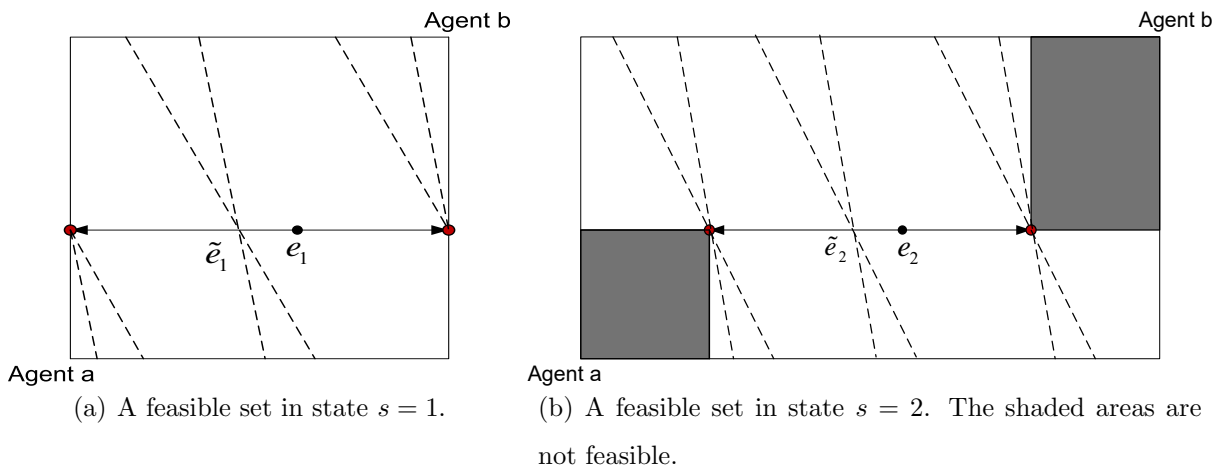 Agent b
Agent b
ẽ₁
e₁
ẽ₂
e₂
Agent a
Agent a
(a) A feasible set in state s = 1.
(b) A feasible set in state s = 2. The shaded areas are
not feasible.